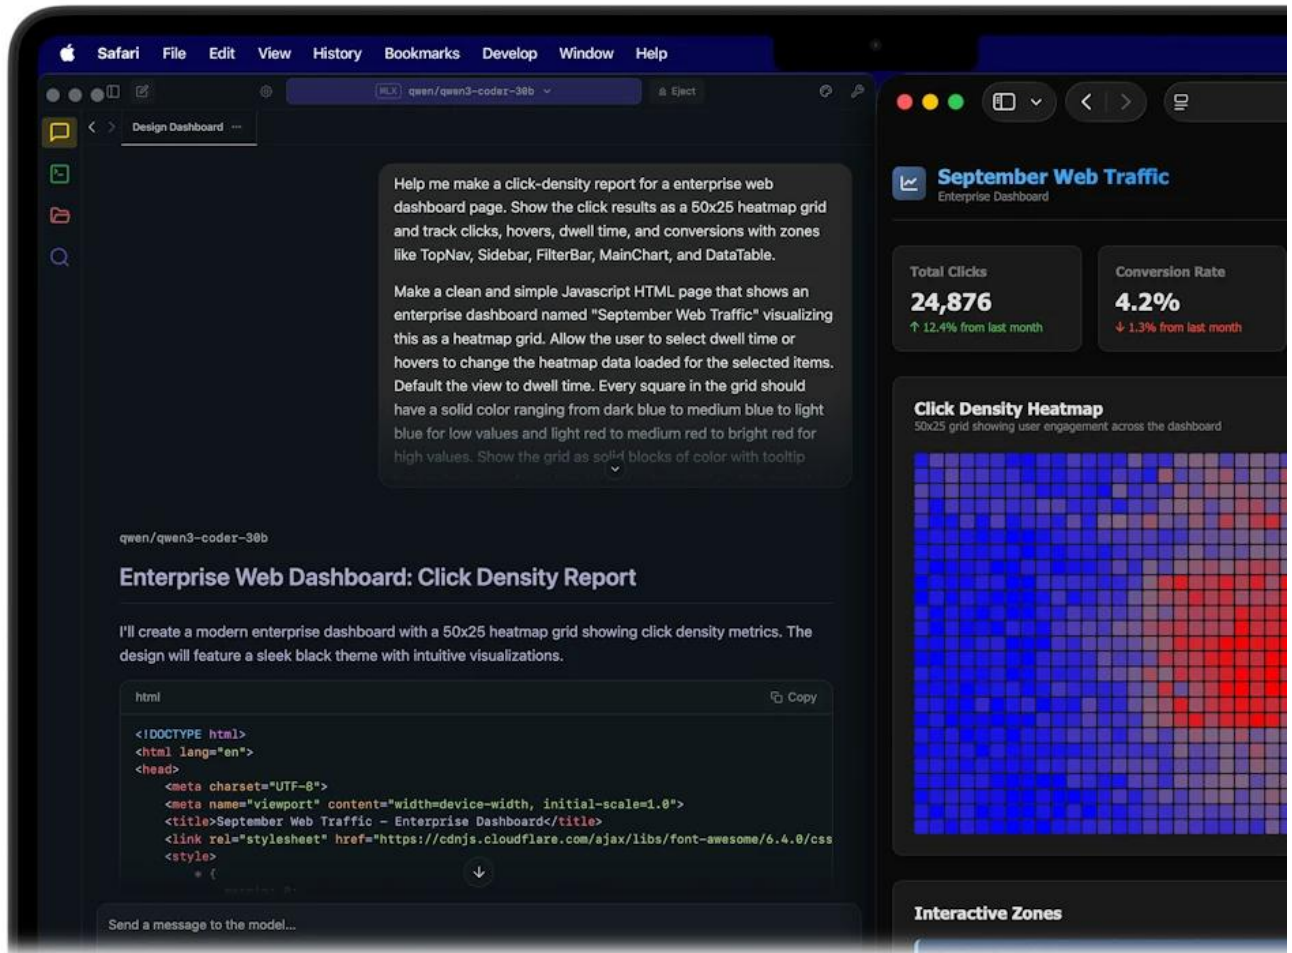 Safari File Edit View History Bookmarks Develop Window Help
MLX qwen/qwen3-coder-30b
Eject
Design Dashboard
Help me make a click-density report for a enterprise web
dashboard page. Show the click results as a 50x25 heatmap grid
and track clicks, hovers, dwell time, and conversions with zones
like TopNav, Sidebar, FilterBar, MainChart, and DataTable.
Make a clean and simple Javascript HTML page that shows an
enterprise dashboard named "September Web Traffic" visualizing
this as a heatmap grid. Allow the user to select dwell time or
hovers to change the heatmap data loaded for the selected items.
Default the view to dwell time. Every square in the grid should
have a solid color ranging from dark blue to medium blue to light
blue for low values and light red to medium red to bright red for
high values. Show the grid as solid blocks of color with tooltip
qwen/qwen3-coder-30b
Enterprise Web Dashboard: Click Density Report
I'll create a modern enterprise dashboard with a 50x25 heatmap grid showing click density metrics. The
design will feature a sleek black theme with intuitive visualizations.
html
Copy
<!DOCTYPE html>
<html lang="en">
<head>
<meta charset="UTF-8">
<meta name="viewport" content="width=device-width, initial-scale=1.0">
<title>September Web Traffic – Enterprise Dashboard</title>
<link rel="stylesheet" href="https://cdnjs.cloudflare.com/ajax/libs/font-awesome/6.4.0/css
<style>
* {
Send a message to the model...
September Web Traffic
Enterprise Dashboard
Total Clicks
24,876
↑ 12.4% from last month
Conversion Rate
4.2%
↓ 1.3% from last month
Click Density Heatmap
50x25 grid showing user engagement across the dashboard
Interactive Zones